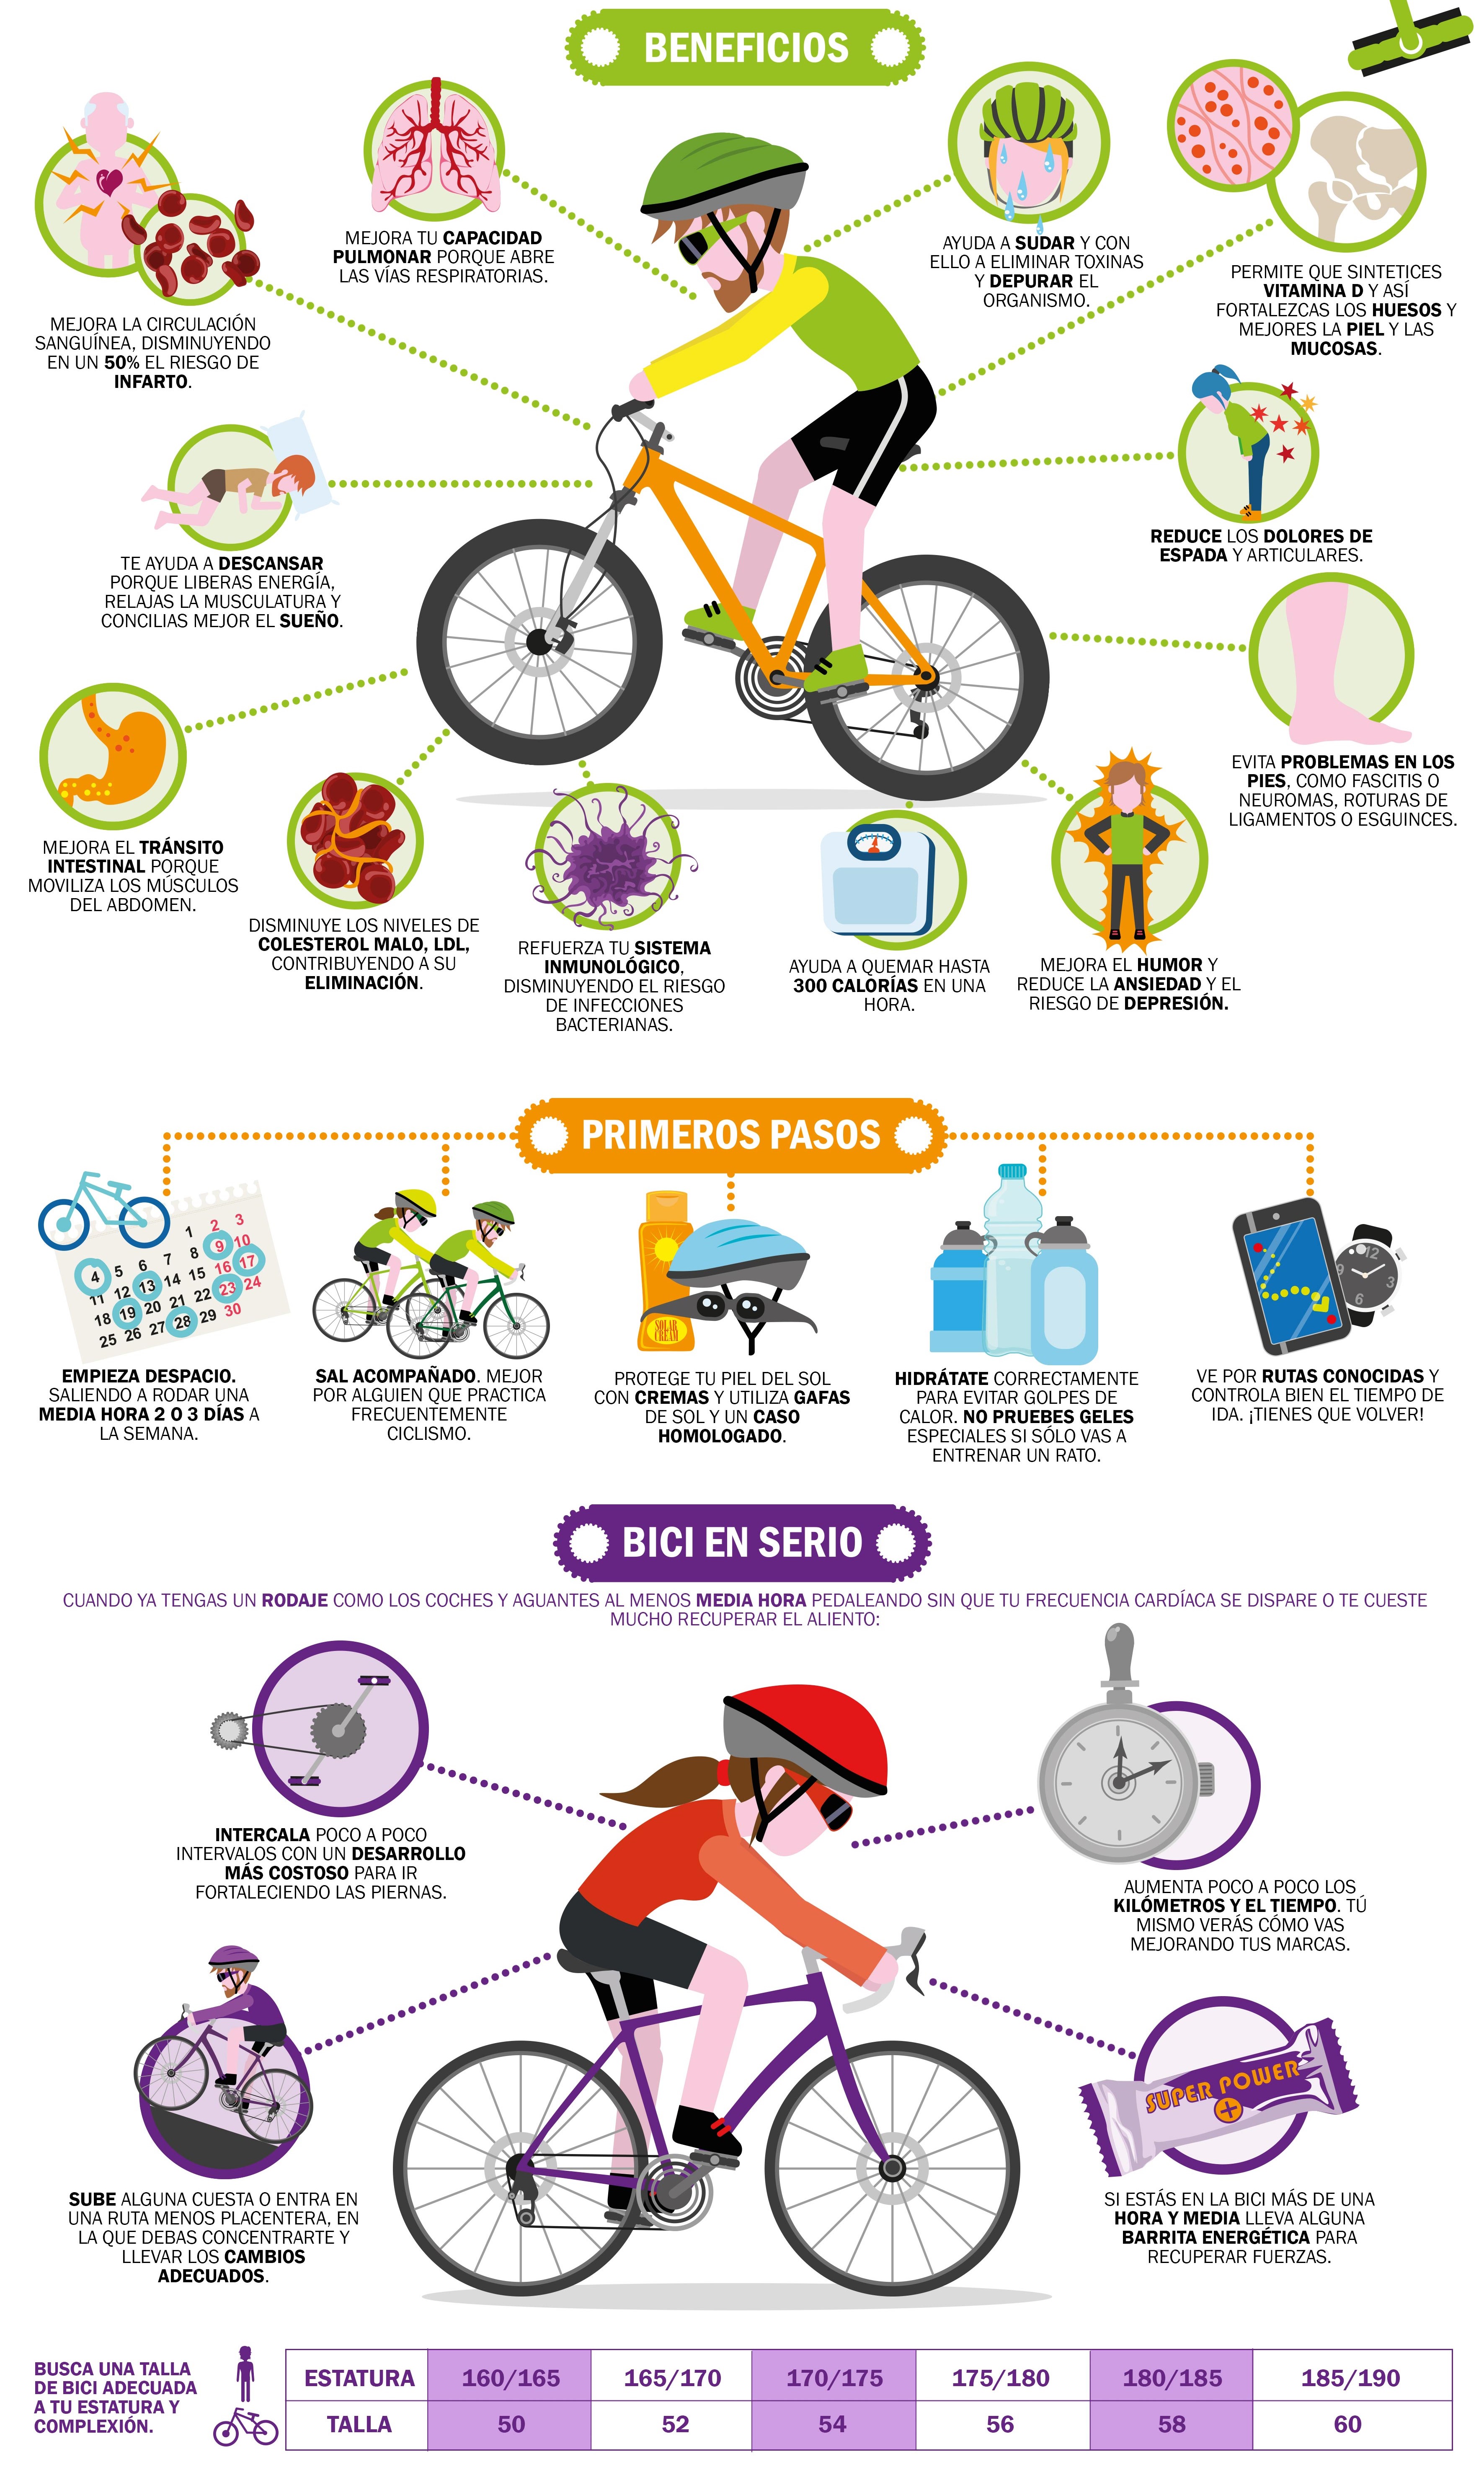 BENEFICIOS
MEJORA LA CIRCULACIÓN
SANGUÍNEA, DISMINUYENDO
EN UN 50% EL RIESGO DE
INFARTO.
MEJORA TU CAPACIDAD
PULMONAR PORQUE ABRE
LAS VÍAS RESPIRATORIAS.
AYUDA A SUDAR Y CON
ELLO A ELIMINAR TOXINAS
Y DEPURAR EL
ORGANISMO.
PERMITE QUE SINTETICES
VITAMINA D Y ASÍ
FORTALEZCAS LOS HUESOS Y
MEJORES LA PIEL Y LAS
MUCOSAS.
TE AYUDA A DESCANSAR
PORQUE LIBERAS ENERGÍA,
RELAJAS LA MUSCULATURA Y
CONCILIAS MEJOR EL SUEÑO.
REDUCE LOS DOLORES DE
ESPADA Y ARTICULARES.
EVITA PROBLEMAS EN LOS
PIES, COMO FASCITIS O
NEUROMAS, ROTURAS DE
LIGAMENTOS O ESGUINCES.
MEJORA EL TRÁNSITO
INTESTINAL PORQUE
MOVILIZA LOS MÚSCULOS
DEL ABDOMEN.
DISMINUYE LOS NIVELES DE
COLESTEROL MALO, LDL,
CONTRIBUYENDO A SU
ELIMINACIÓN.
REFUERZA TU SISTEMA
INMUNOLÓGICO,
DISMINUYENDO EL RIESGO
DE INFECCIONES
BACTERIANAS.
AYUDA A QUEMAR HASTA
300 CALORÍAS EN UNA
HORA.
MEJORA EL HUMOR Y
REDUCE LA ANSIEDAD Y EL
RIESGO DE DEPRESIÓN.
PRIMEROS PASOS
1 2 3
4 5 6 7 8 9 10
11 12 13 14 15 16 17
18 19 20 21 22 23 24
25 26 27 28 29 30
EMPIEZA DESPACIO.
SALIENDO A RODAR UNA
MEDIA HORA 2 O 3 DÍAS A
LA SEMANA.
SAL ACOMPAÑADO. MEJOR
POR ALGUIEN QUE PRACTICA
FRECUENTEMENTE
CICLISMO.
SOLAR
CREAM
PROTEGE TU PIEL DEL SOL
CON CREMAS Y UTILIZA GAFAS
DE SOL Y UN CASO
HOMOLOGADO.
HIDRÁTATE CORRECTAMENTE
PARA EVITAR GOLPES DE
CALOR. NO PRUEBES GELES
ESPECIALES SI SÓLO VAS A
ENTRENAR UN RATO.
12
9 3
6
VE POR RUTAS CONOCIDAS Y
CONTROLA BIEN EL TIEMPO DE
IDA. ¡TIENES QUE VOLVER!
BICI EN SERIO
CUANDO YA TENGAS UN RODAJE COMO LOS COCHES Y AGUANTES AL MENOS MEDIA HORA PEDALEANDO SIN QUE TU FRECUENCIA CARDÍACA SE DISPARE O TE CUESTE
MUCHO RECUPERAR EL ALIENTO:
INTERCALA POCO A POCO
INTERVALOS CON UN DESARROLLO
MÁS COSTOSO PARA IR
FORTALECIENDO LAS PIERNAS.
AUMENTA POCO A POCO LOS
KILÓMETROS Y EL TIEMPO. TÚ
MISMO VERÁS CÓMO VAS
MEJORANDO TUS MARCAS.
SUBE ALGUNA CUESTA O ENTRA EN
UNA RUTA MENOS PLACENTERA, EN
LA QUE DEBAS CONCENTRARTE Y
LLEVAR LOS CAMBIOS
ADECUADOS.
SUPER POWER
+
SI ESTÁS EN LA BICI MÁS DE UNA
HORA Y MEDIA LLEVA ALGUNA
BARRITA ENERGÉTICA PARA
RECUPERAR FUERZAS.
BUSCA UNA TALLA
DE BICI ADECUADA
A TU ESTATURA Y
COMPLEXIÓN.
ESTATURA 160/165 165/170 170/175 175/180 180/185 185/190
TALLA 50 52 54 56 58 60